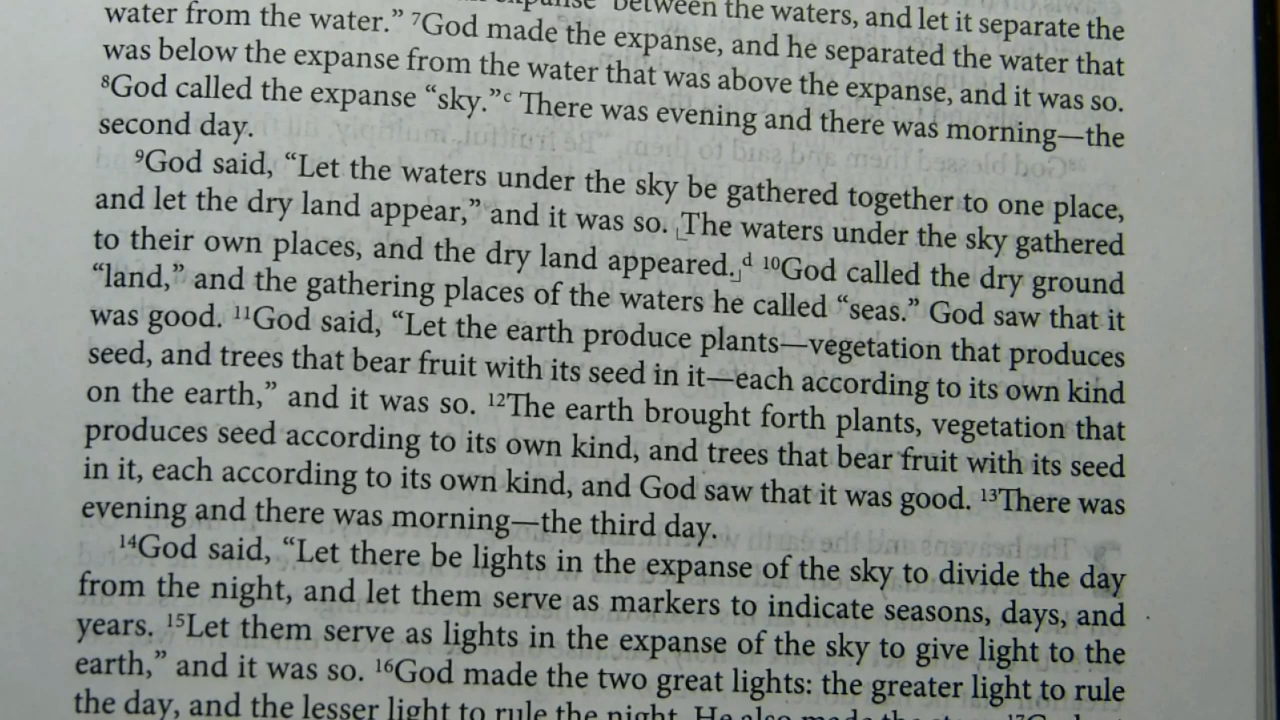 expanse between the waters, and let it separate the
water from the water.” ⁷God made the expanse, and he separated the water that
was below the expanse from the water that was above the expanse, and it was so.
⁸God called the expanse “sky.”ᶜ There was evening and there was morning—the
second day.
⁹God said, “Let the waters under the sky be gathered together to one place,
and let the dry land appear,” and it was so. ⌊The waters under the sky gathered
to their own places, and the dry land appeared.⌋ᵈ ¹⁰God called the dry ground
“land,” and the gathering places of the waters he called “seas.” God saw that it
was good. ¹¹God said, “Let the earth produce plants—vegetation that produces
seed, and trees that bear fruit with its seed in it—each according to its own kind
on the earth,” and it was so. ¹²The earth brought forth plants, vegetation that
produces seed according to its own kind, and trees that bear fruit with its seed
in it, each according to its own kind, and God saw that it was good. ¹³There was
evening and there was morning—the third day.
¹⁴God said, “Let there be lights in the expanse of the sky to divide the day
from the night, and let them serve as markers to indicate seasons, days, and
years. ¹⁵Let them serve as lights in the expanse of the sky to give light to the
earth,” and it was so. ¹⁶God made the two great lights: the greater light to rule
the day, and the lesser light to rule the night. He also made the